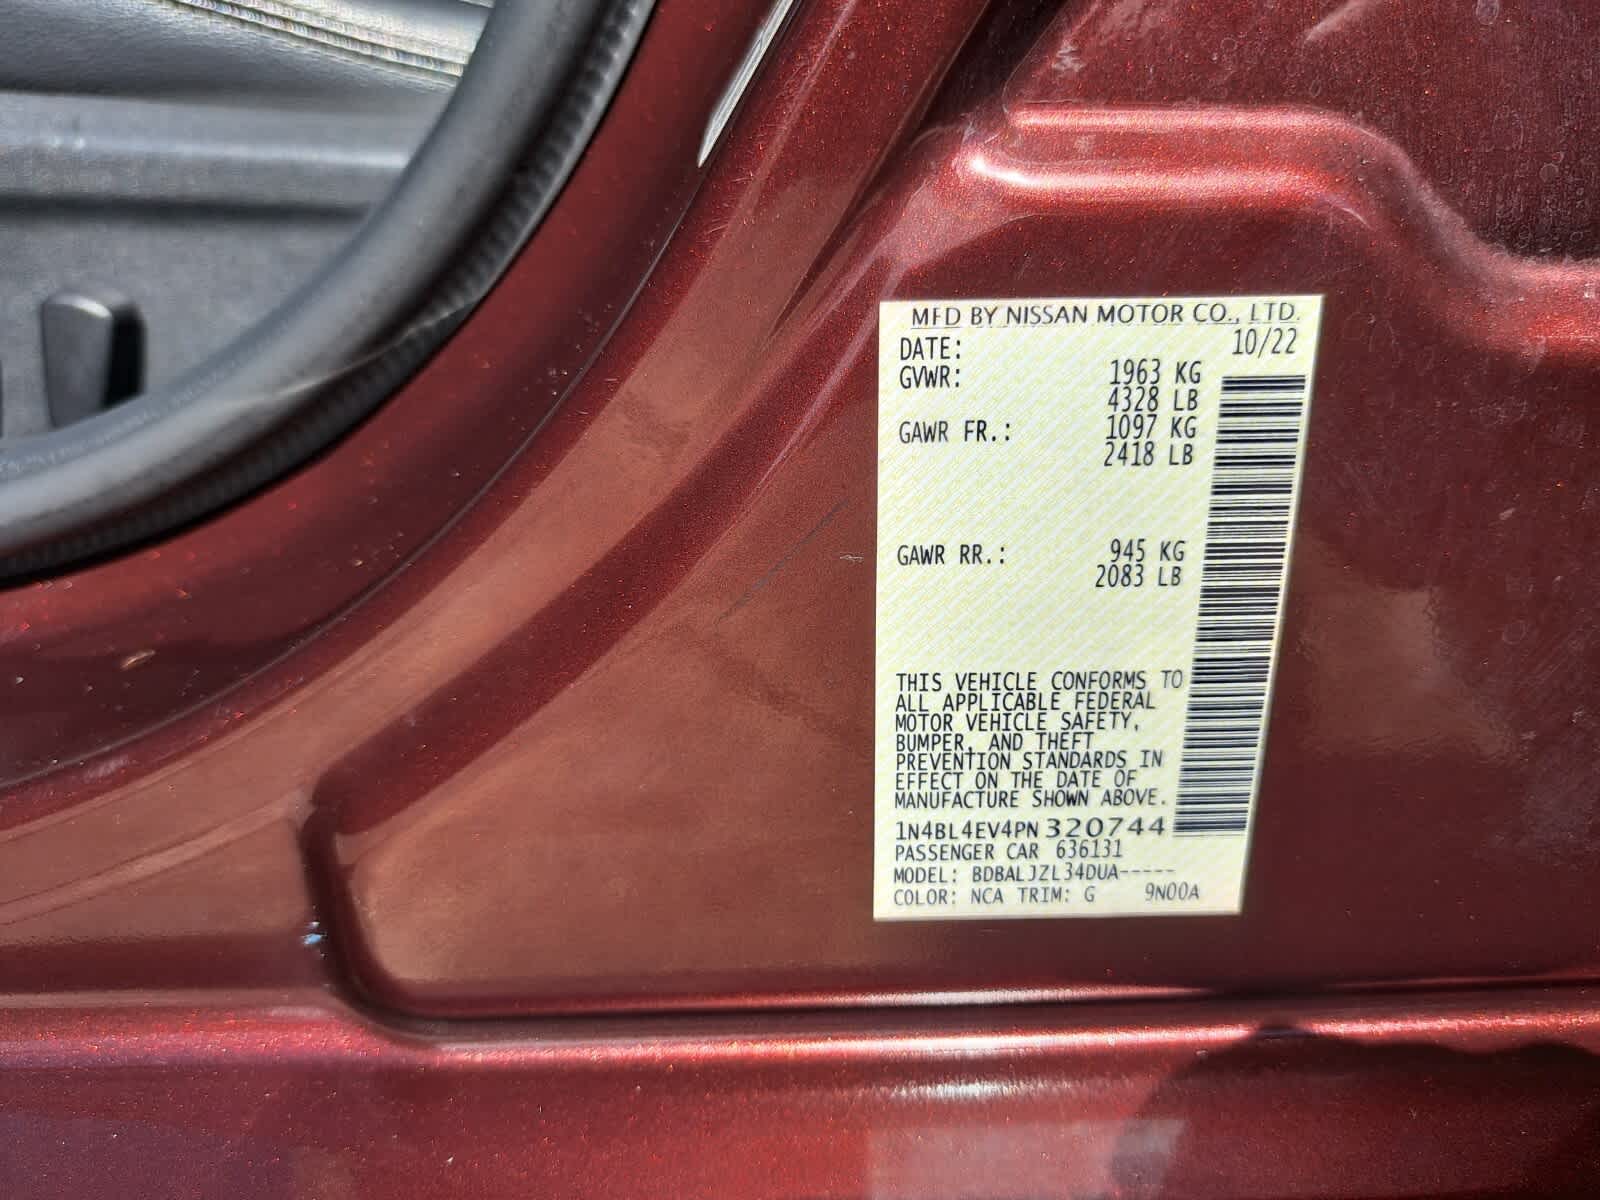 MFD BY NISSAN MOTOR CO., LTD.
DATE: 10/22
GVWR: 1963 KG
4328 LB
GAWR FR.: 1097 KG
2418 LB
GAWR RR.: 945 KG
2083 LB
THIS VEHICLE CONFORMS TO
ALL APPLICABLE FEDERAL
MOTOR VEHICLE SAFETY,
BUMPER, AND THEFT
PREVENTION STANDARDS IN
EFFECT ON THE DATE OF
MANUFACTURE SHOWN ABOVE.
1N4BL4EV4PN320744
PASSENGER CAR 636131
MODEL: BDBALJZL34DUA-----
COLOR: NCA TRIM: G 9N00A